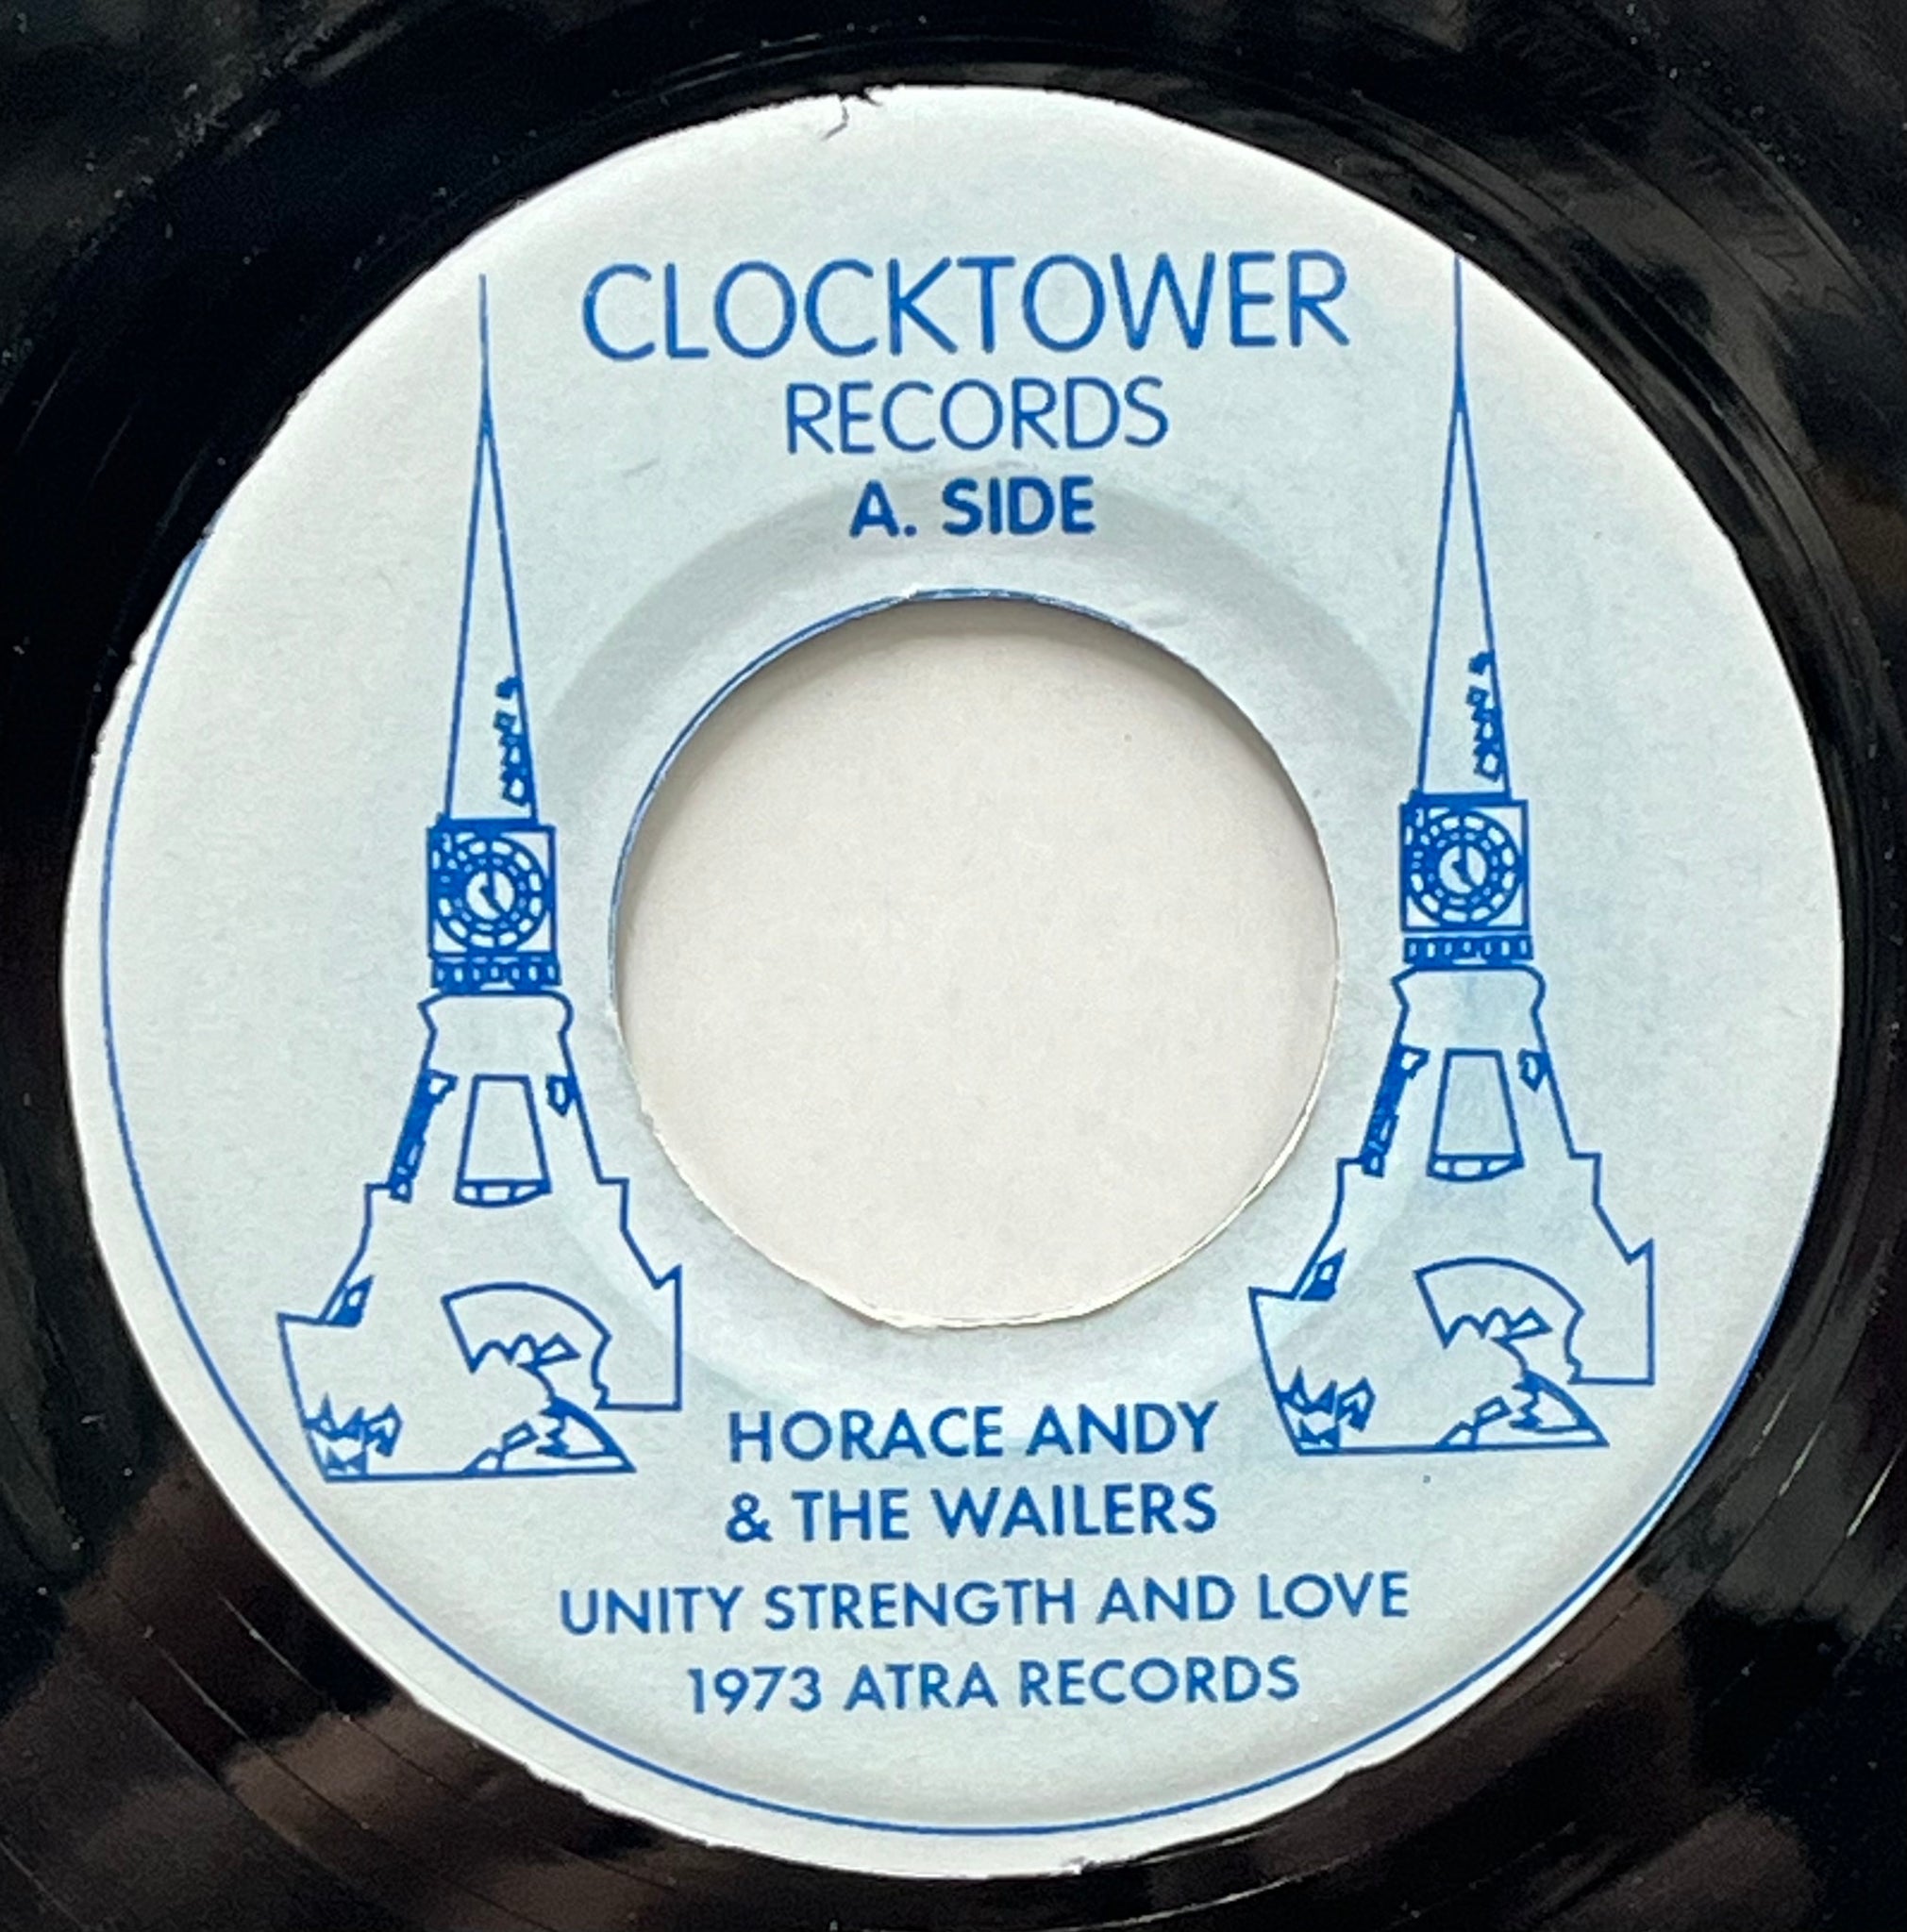 CLOCKTOWER
RECORDS
A. SIDE
HORACE ANDY
& THE WAILERS
UNITY STRENGTH AND LOVE
1973 ATRA RECORDS